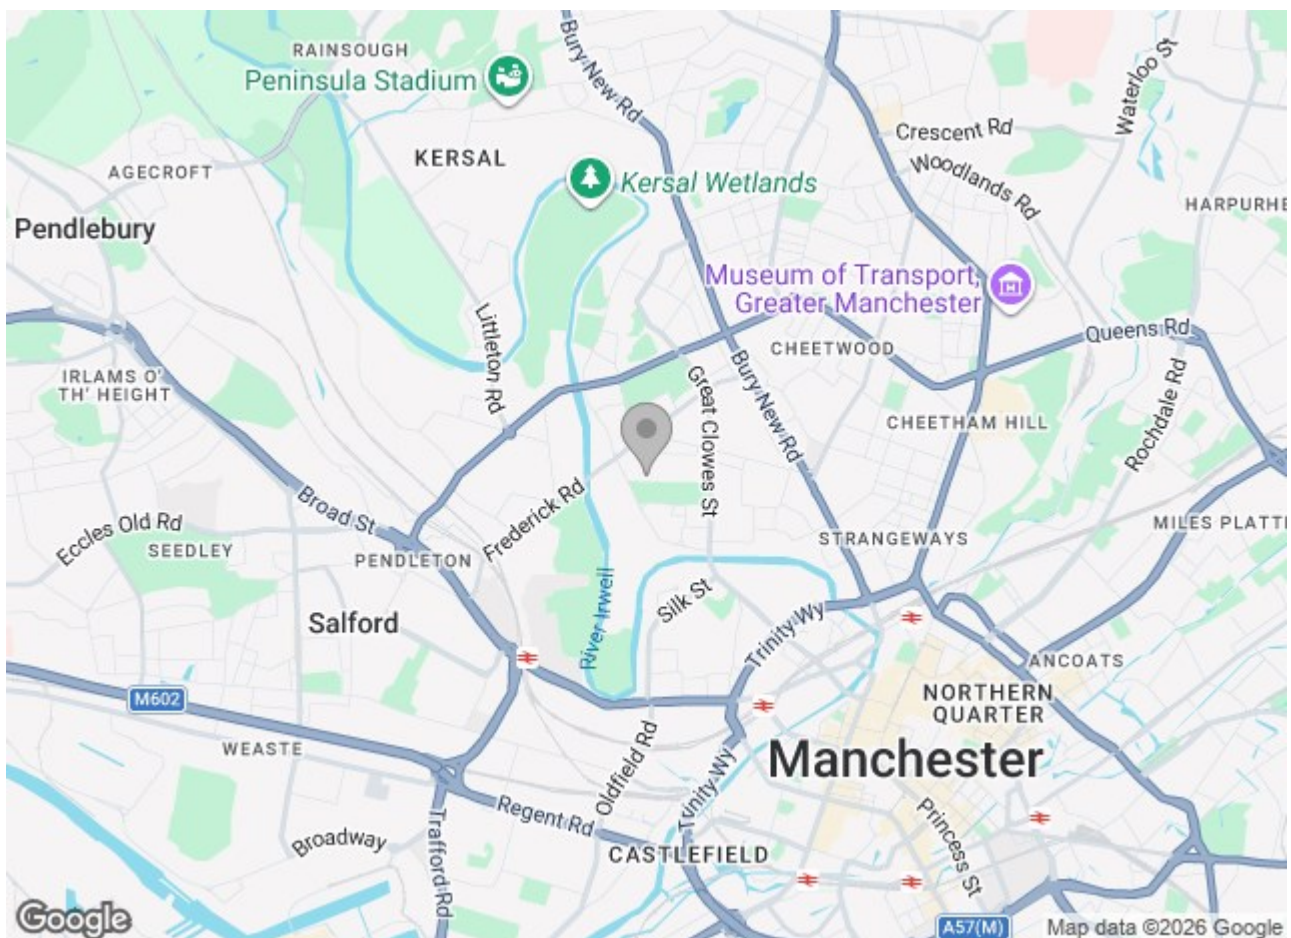 RAINSOUGH
Peninsula Stadium
Bury New Rd
Waterloo St
Crescent Rd
KERSAL
Woodlands Rd
AGECROFT
Kersal Wetlands
HARPURHE
Pendlebury
Museum of Transport,
Greater Manchester
Littleton Rd
Queens Rd
CHEETWOOD
IRLAMS O'
TH' HEIGHT
Great Clowes St
Bury New Rd
Rochdale Rd
CHEETHAM HILL
Broad St
Frederick Rd
Eccles Old Rd
SEEDLEY
PENDLETON
STRANGEWAYS
MILES PLATTI
River Irwell
Silk St
Salford
Trinity Wy
ANCOATS
M602
NORTHERN
QUARTER
WEASTE
Oldfield Rd
Manchester
Trinity Wy
Regent Rd
Broadway
Trafford Rd
CASTLEFIELD
Princess St
Google
A57(M)
Map data ©2026 Google